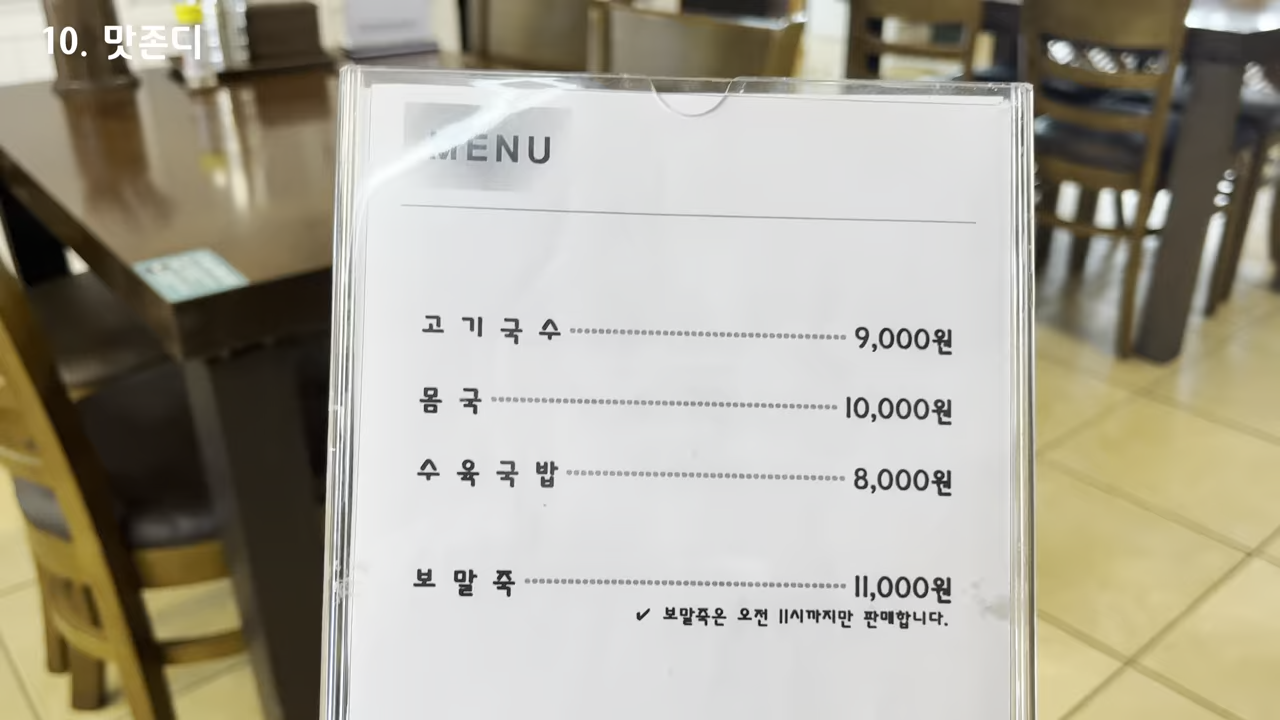 10. 맛존디
MENU
고기국수 9,000원
몸국 10,000원
수육국밥 8,000원
보말죽 11,000원
✔ 보말죽은 오전 11시까지만 판매합니다.